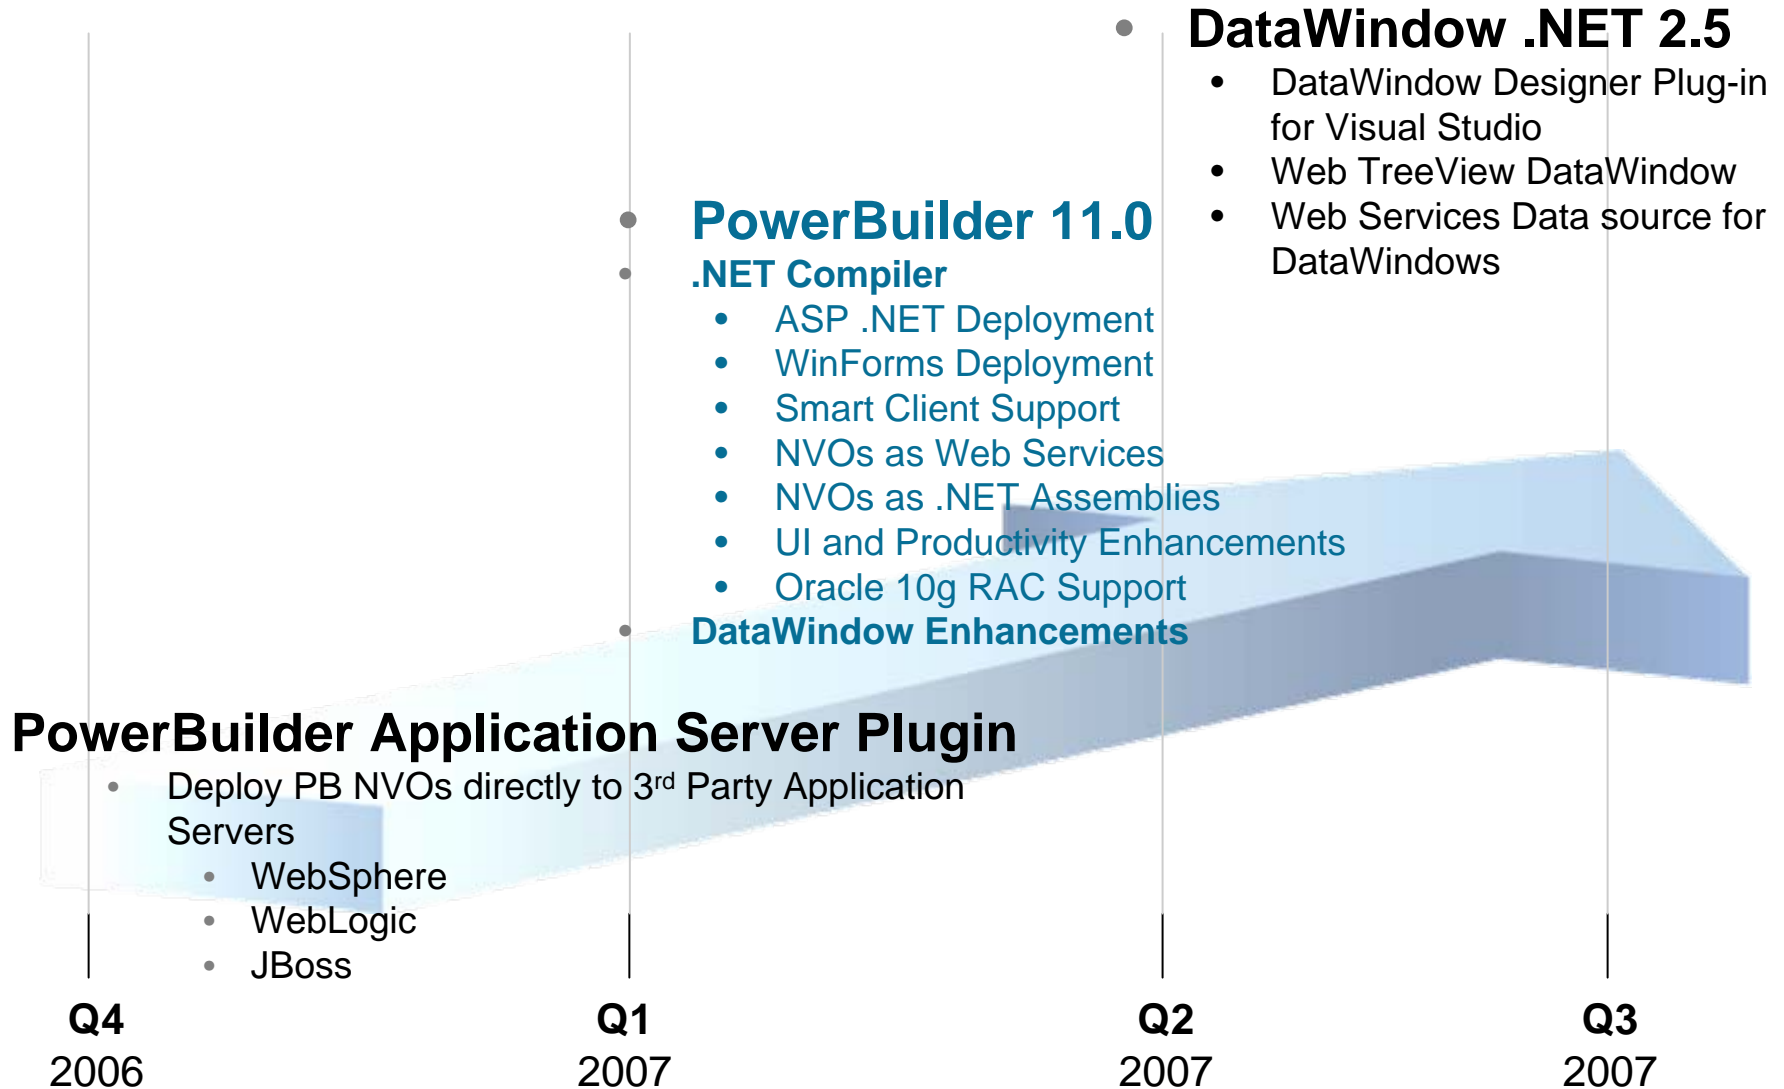 DataWindow .NET 2.5
• DataWindow Designer Plug-in
for Visual Studio
• Web TreeView DataWindow
• Web Services Data source for
DataWindows
• PowerBuilder 11.0
• .NET Compiler
• ASP .NET Deployment
• WinForms Deployment
• Smart Client Support
• NVOs as Web Services
• NVOs as .NET Assemblies
• UI and Productivity Enhancements
• Oracle 10g RAC Support
• DataWindow Enhancements
PowerBuilder Application Server Plugin
• Deploy PB NVOs directly to 3rd Party Application
Servers
• WebSphere
• WebLogic
• JBoss
Q4 Q1 Q2 Q3
2006 2007 2007 2007